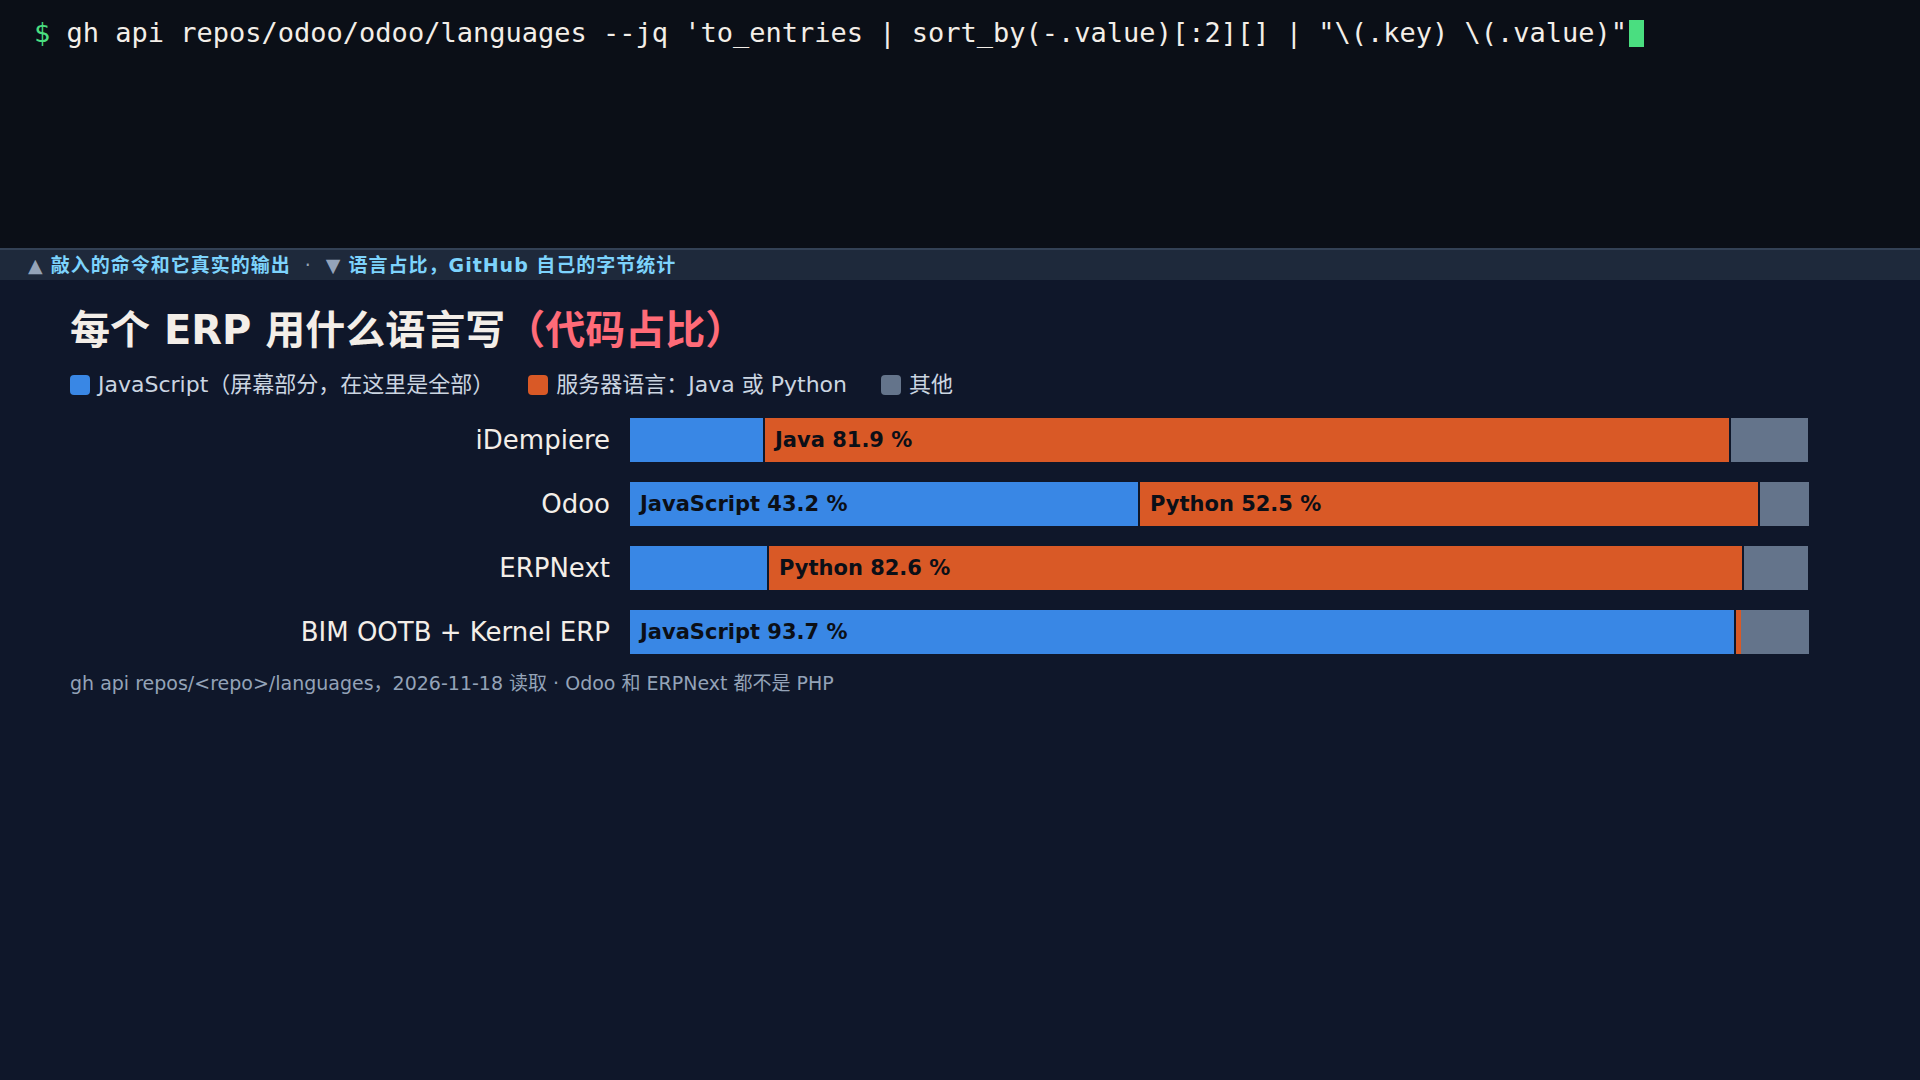 $ gh api repos/odoo/odoo/languages --jq 'to_entries | sort_by(-.value)[:2][] | "\(.key) \(.value)"
▲ 敲入的命令和它真实的输出 · ▼ 语言占比，GitHub 自己的字节统计
每个 ERP 用什么语言写（代码占比）
JavaScript（屏幕部分，在这里是全部） 服务器语言：Java 或 Python 其他
iDempiere Java 81.9 %
Odoo JavaScript 43.2 % Python 52.5 %
ERPNext Python 82.6 %
BIM OOTB + Kernel ERP JavaScript 93.7 %
gh api repos/<repo>/languages，2026-11-18 读取 · Odoo 和 ERPNext 都不是 PHP